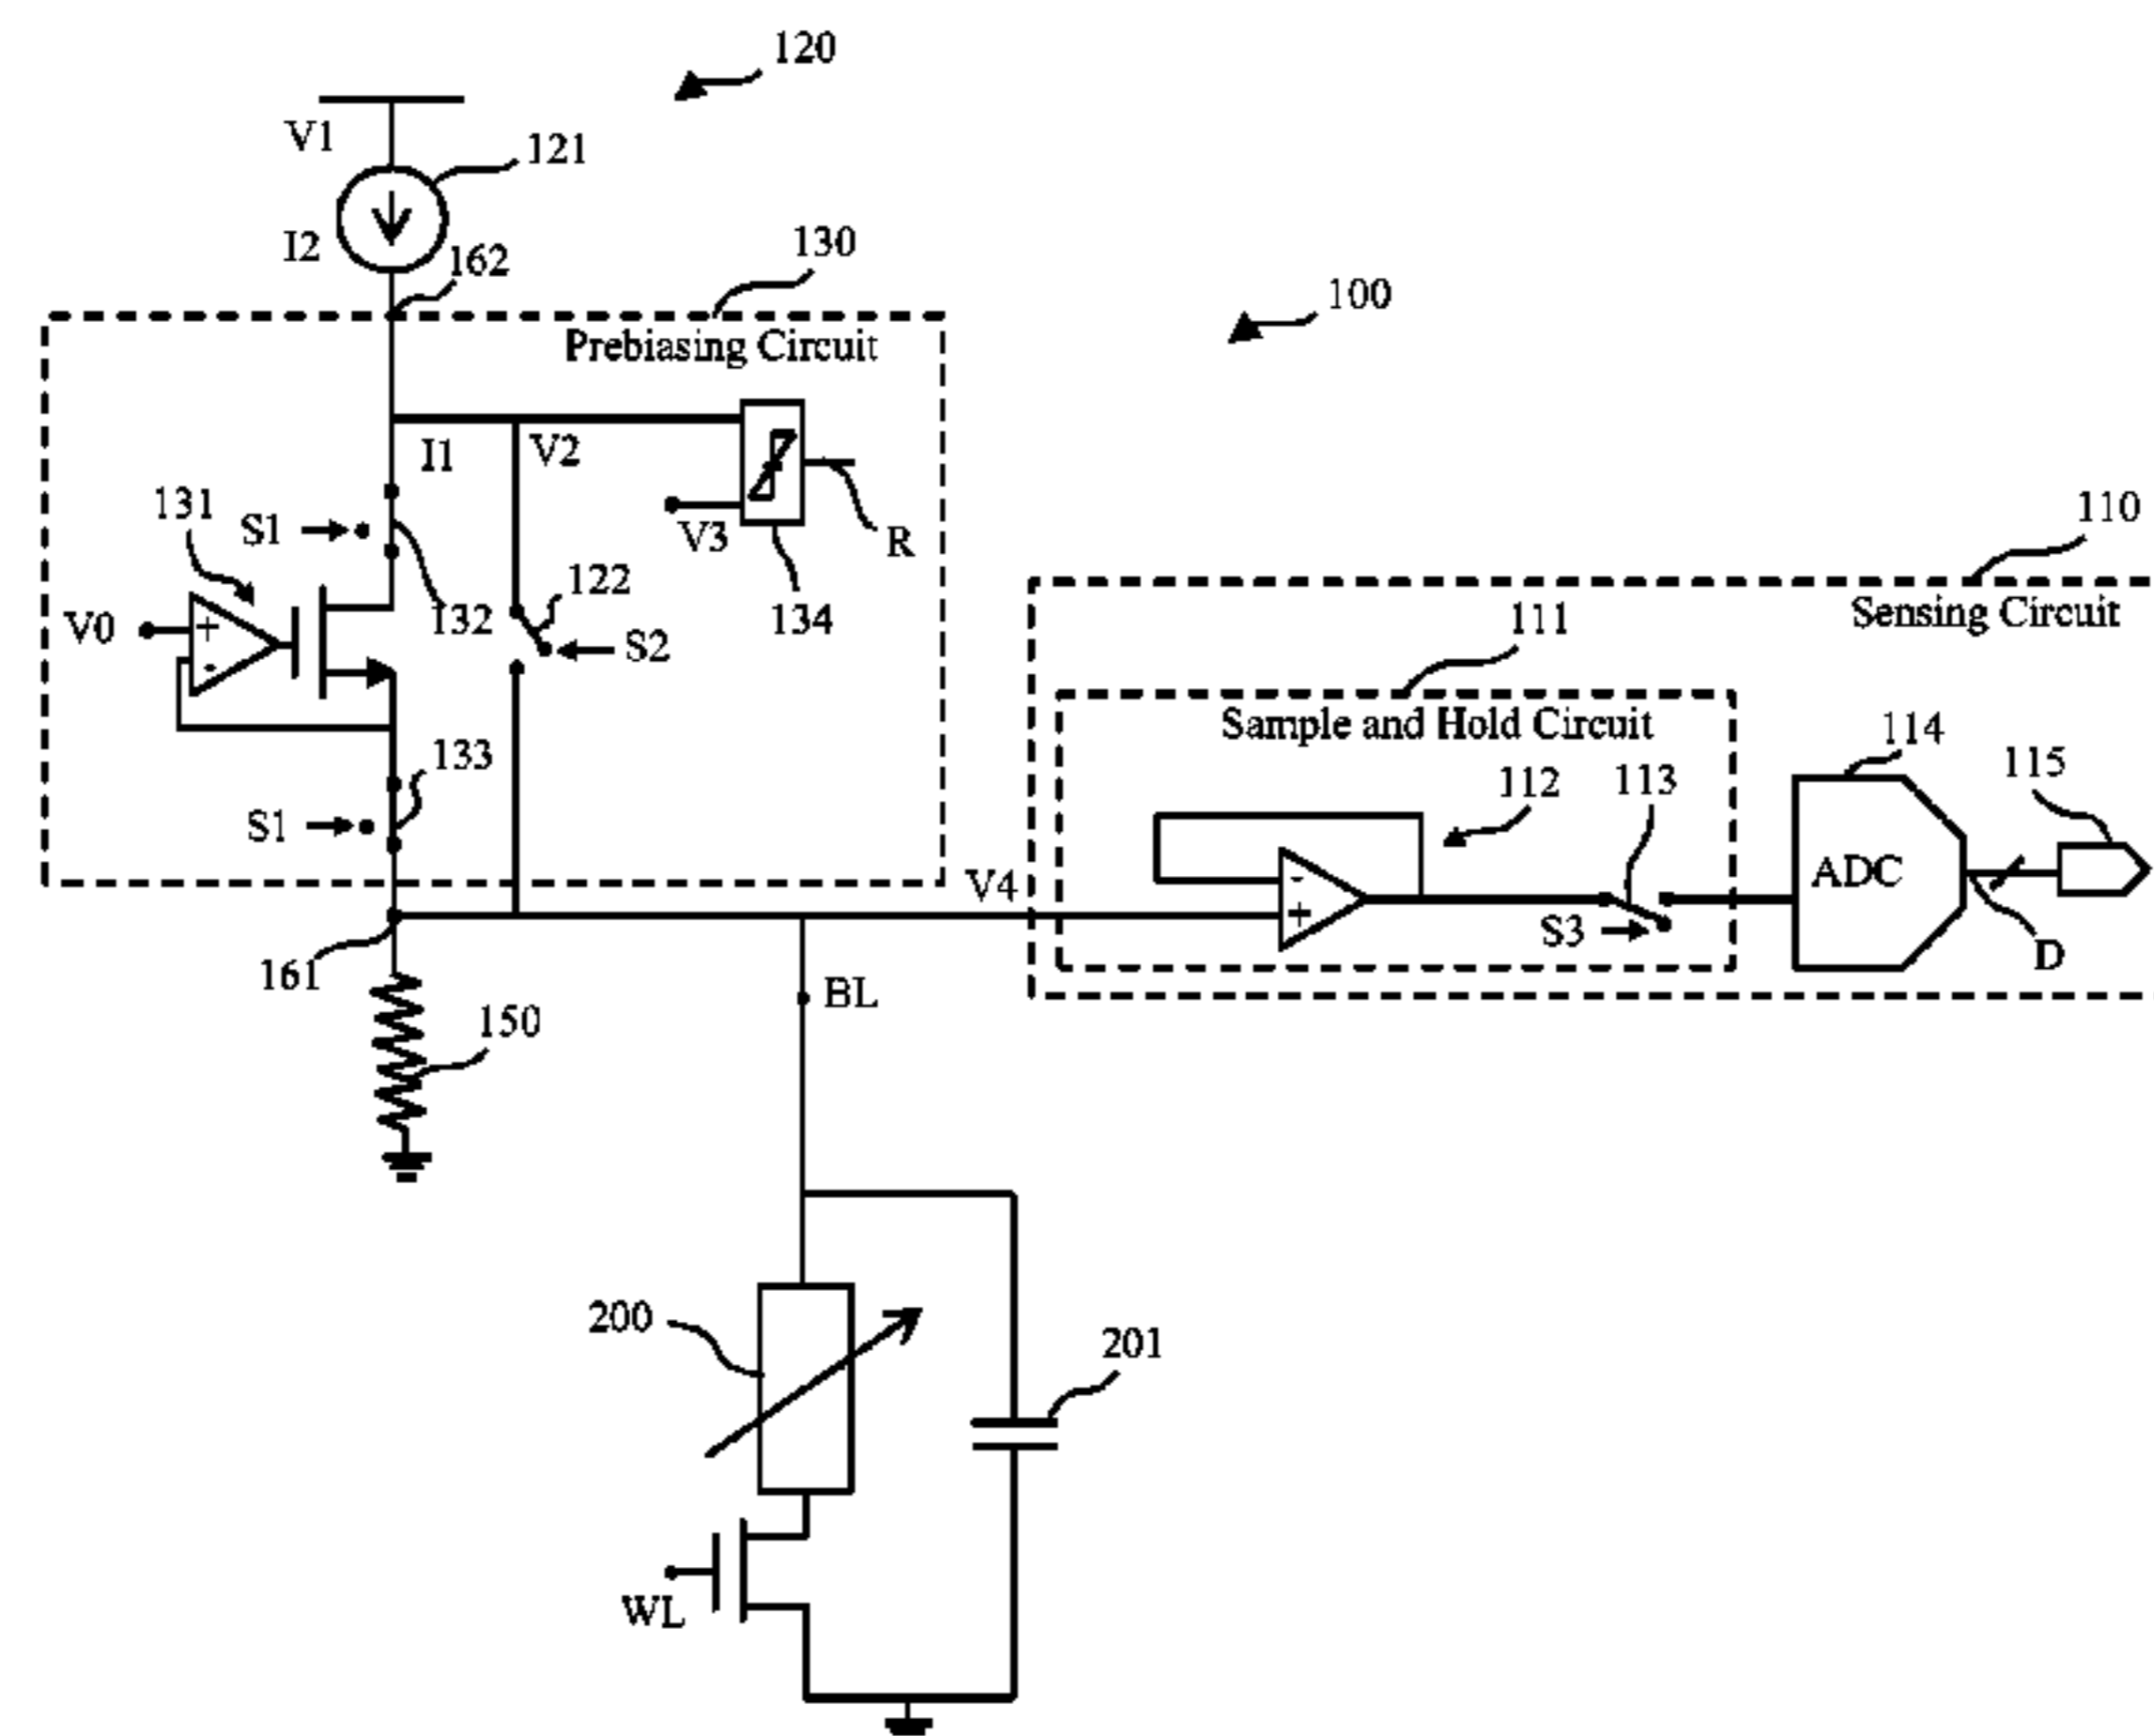 120
V1
121
I2
162
130
100
Prebiasing Circuit
I1
V2
131
S1
V3
R
110
V0
132
122
134
111
Sensing Circuit
S2
+
-
133
Sample and Hold Circuit
114
115
112
113
S1
ADC
V4
-
+
S3
D
161
BL
150
200
201
WL